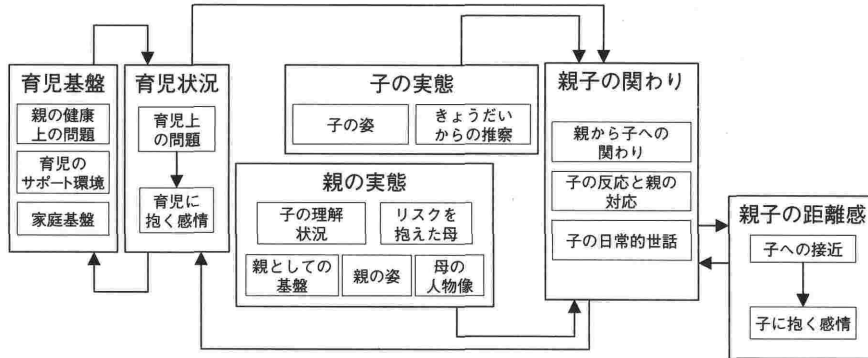 育児基盤
親の健康
上の問題
育児の
サポート環境
家庭基盤
育児状況
育児上
の問題
育児に
抱く感情
子の実態
子の姿
きょうだい
からの推察
親の実態
子の理解
状況
リスクを
抱えた母
親としての
基盤
親の姿
母の
人物像
親子の関わり
親から子への
関わり
子の反応と親の
対応
子の日常的世話
親子の距離感
子への接近
子に抱く感情